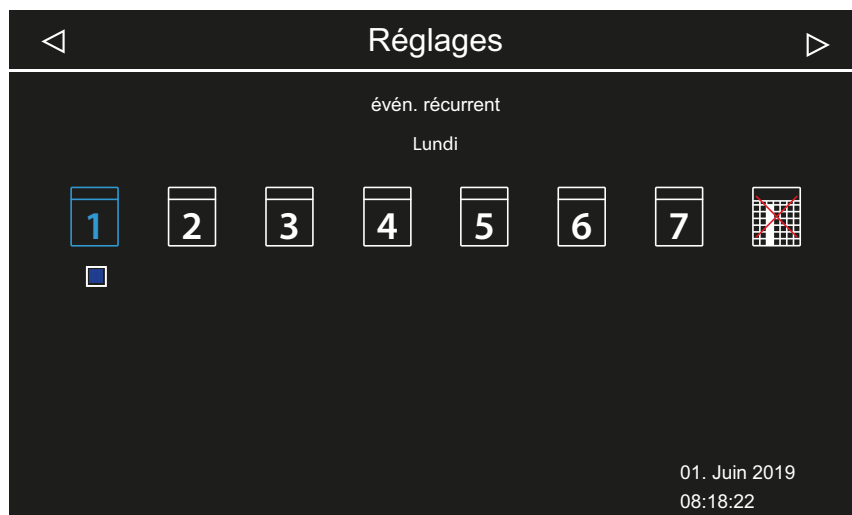 Réglages
évén. récurrent
Lundi
1 2 3 4 5 6 7
01. Juin 2019
08:18:22